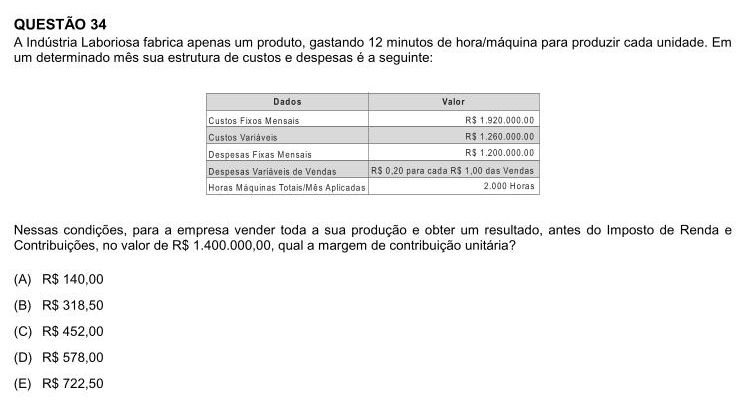 QUESTÃO 34
A Indústria Laboriosa fabrica apenas um produto, gastando 12 minutos de hora/máquina para produzir cada unidade. Em
um determinado mês sua estrutura de custos e despesas é a seguinte:
Dados Valor
Custos Fixos Mensais R$ 1.920.000.00
Custos Variáveis R$ 1.260.000.00
Despesas Fixas Mensais R$ 1.200.000.00
Despesas Variáveis de Vendas R$ 0,20 para cada R$ 1,00 das Vendas
Horas Máquinas Totais/Mês Aplicadas 2.000 Horas
Nessas condições, para a empresa vender toda a sua produção e obter um resultado, antes do Imposto de Renda e
Contribuições, no valor de R$ 1.400.000,00, qual a margem de contribuição unitária?
(A) R$ 140,00
(B) R$ 318,50
(C) R$ 452,00
(D) R$ 578,00
(E) R$ 722,50